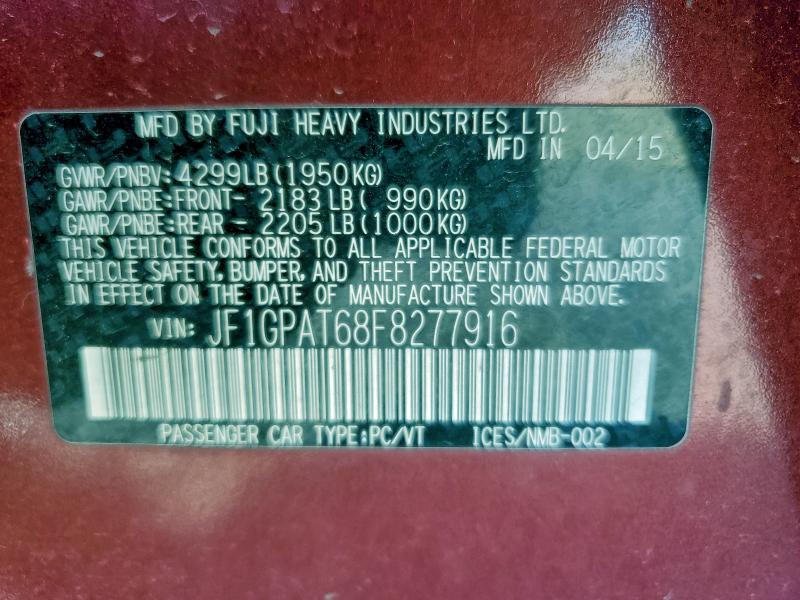 MFD BY FUJI HEAVY INDUSTRIES LTD.
MFD IN 04/15
GVWR/PNBV: 4299LB (1950KG)
GAWR/PNBE: FRONT- 2183 LB ( 990KG)
GAWR/PNBE: REAR - 2205 LB (1000KG)
THIS VEHICLE CONFORMS TO ALL APPLICABLE FEDERAL MOTOR
VEHICLE SAFETY, BUMPER, AND THEFT PREVENTION STANDARDS
IN EFFECT ON THE DATE OF MANUFACTURE SHOWN ABOVE.
VIN: JF1GPAT68F8277916
PASSENGER CAR TYPE:PC/VT ICES/NMB-002